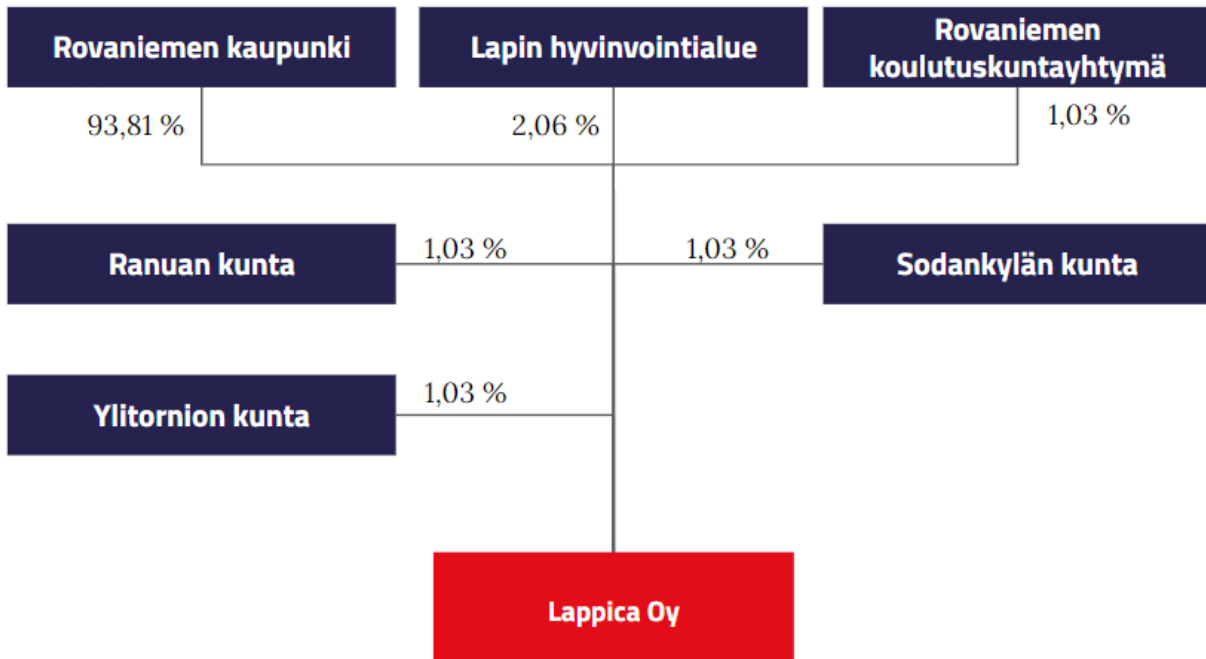 Rovaniemen kaupunki
Lapin hyvinvointialue
Rovaniemen
koulutuskuntayhtymä
93,81 %
2,06 %
1,03 %
Ranuan kunta
1,03 %
1,03 %
Sodankylän kunta
Ylitornion kunta
1,03 %
Lappica Oy